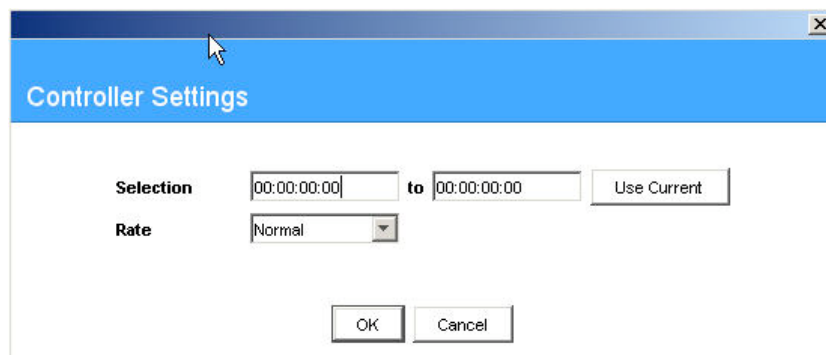 Controller Settings
Selection 00:00:00:00 to 00:00:00:00 Use Current
Rate Normal
OK Cancel